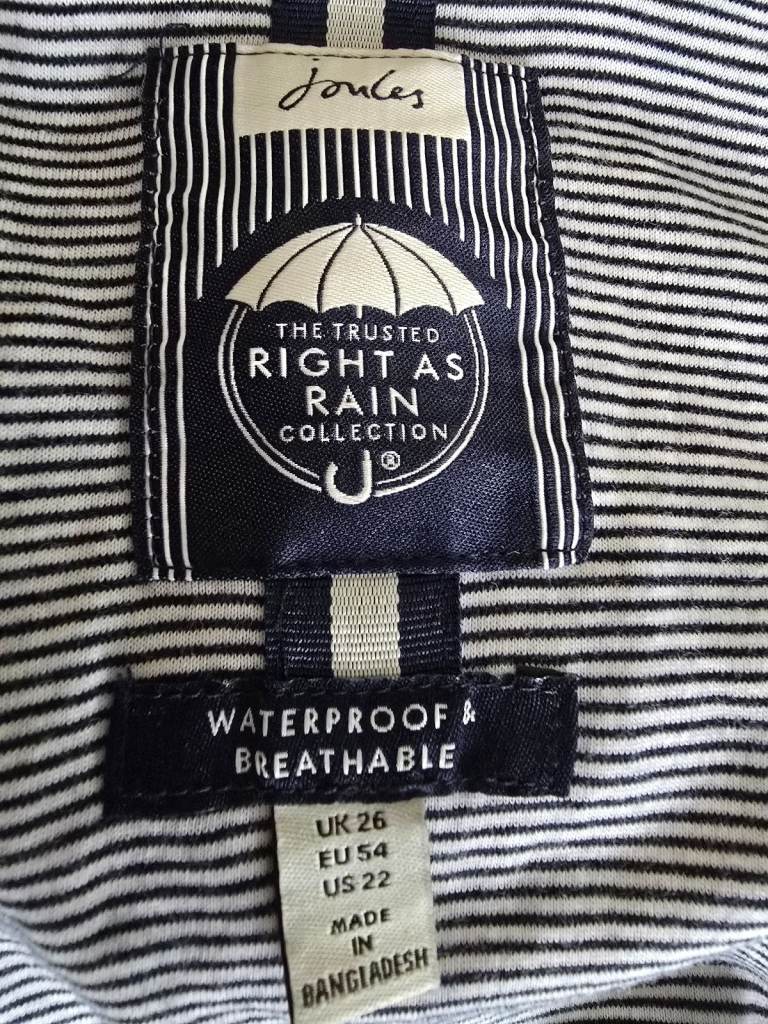 Joules
THE TRUSTED
RIGHT AS
RAIN
COLLECTION
®
WATERPROOF &
BREATHABLE
UK 26
EU 54
US 22
MADE
IN
BANGLADESH